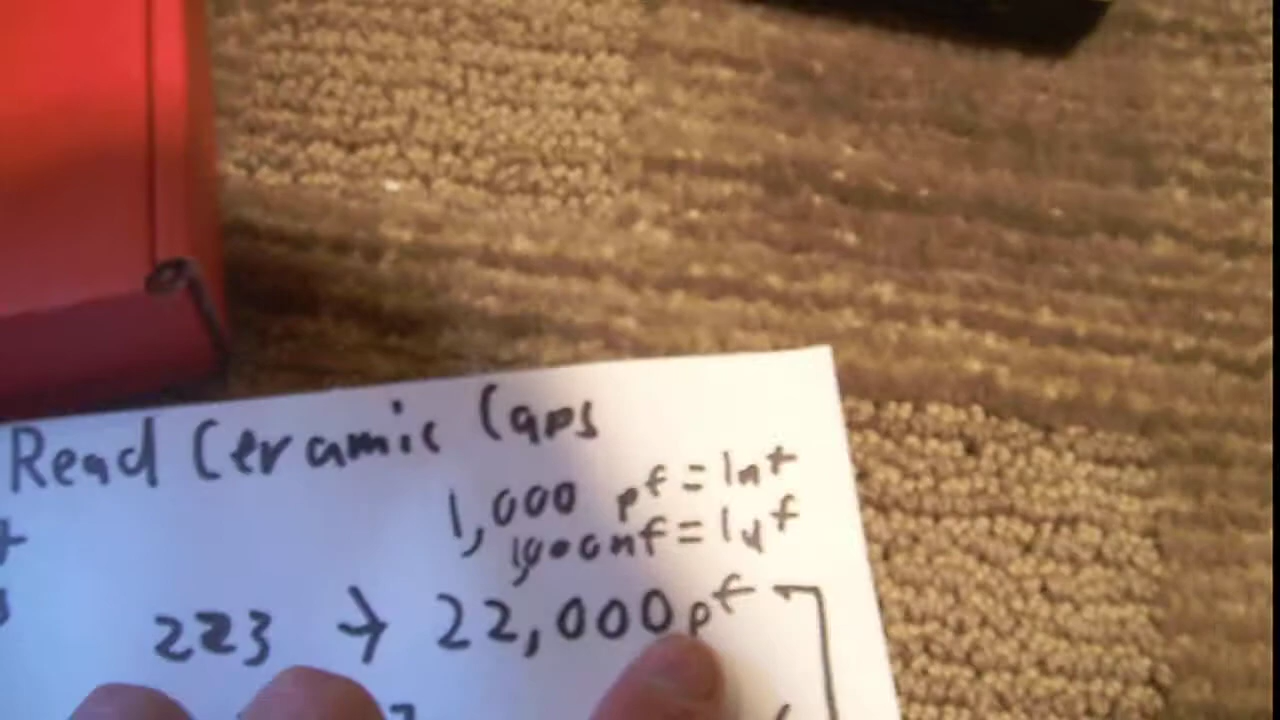 Read Ceramic Caps
1,000 pf = 1nf
1,000nf = 1uf
223 → 22,000pf